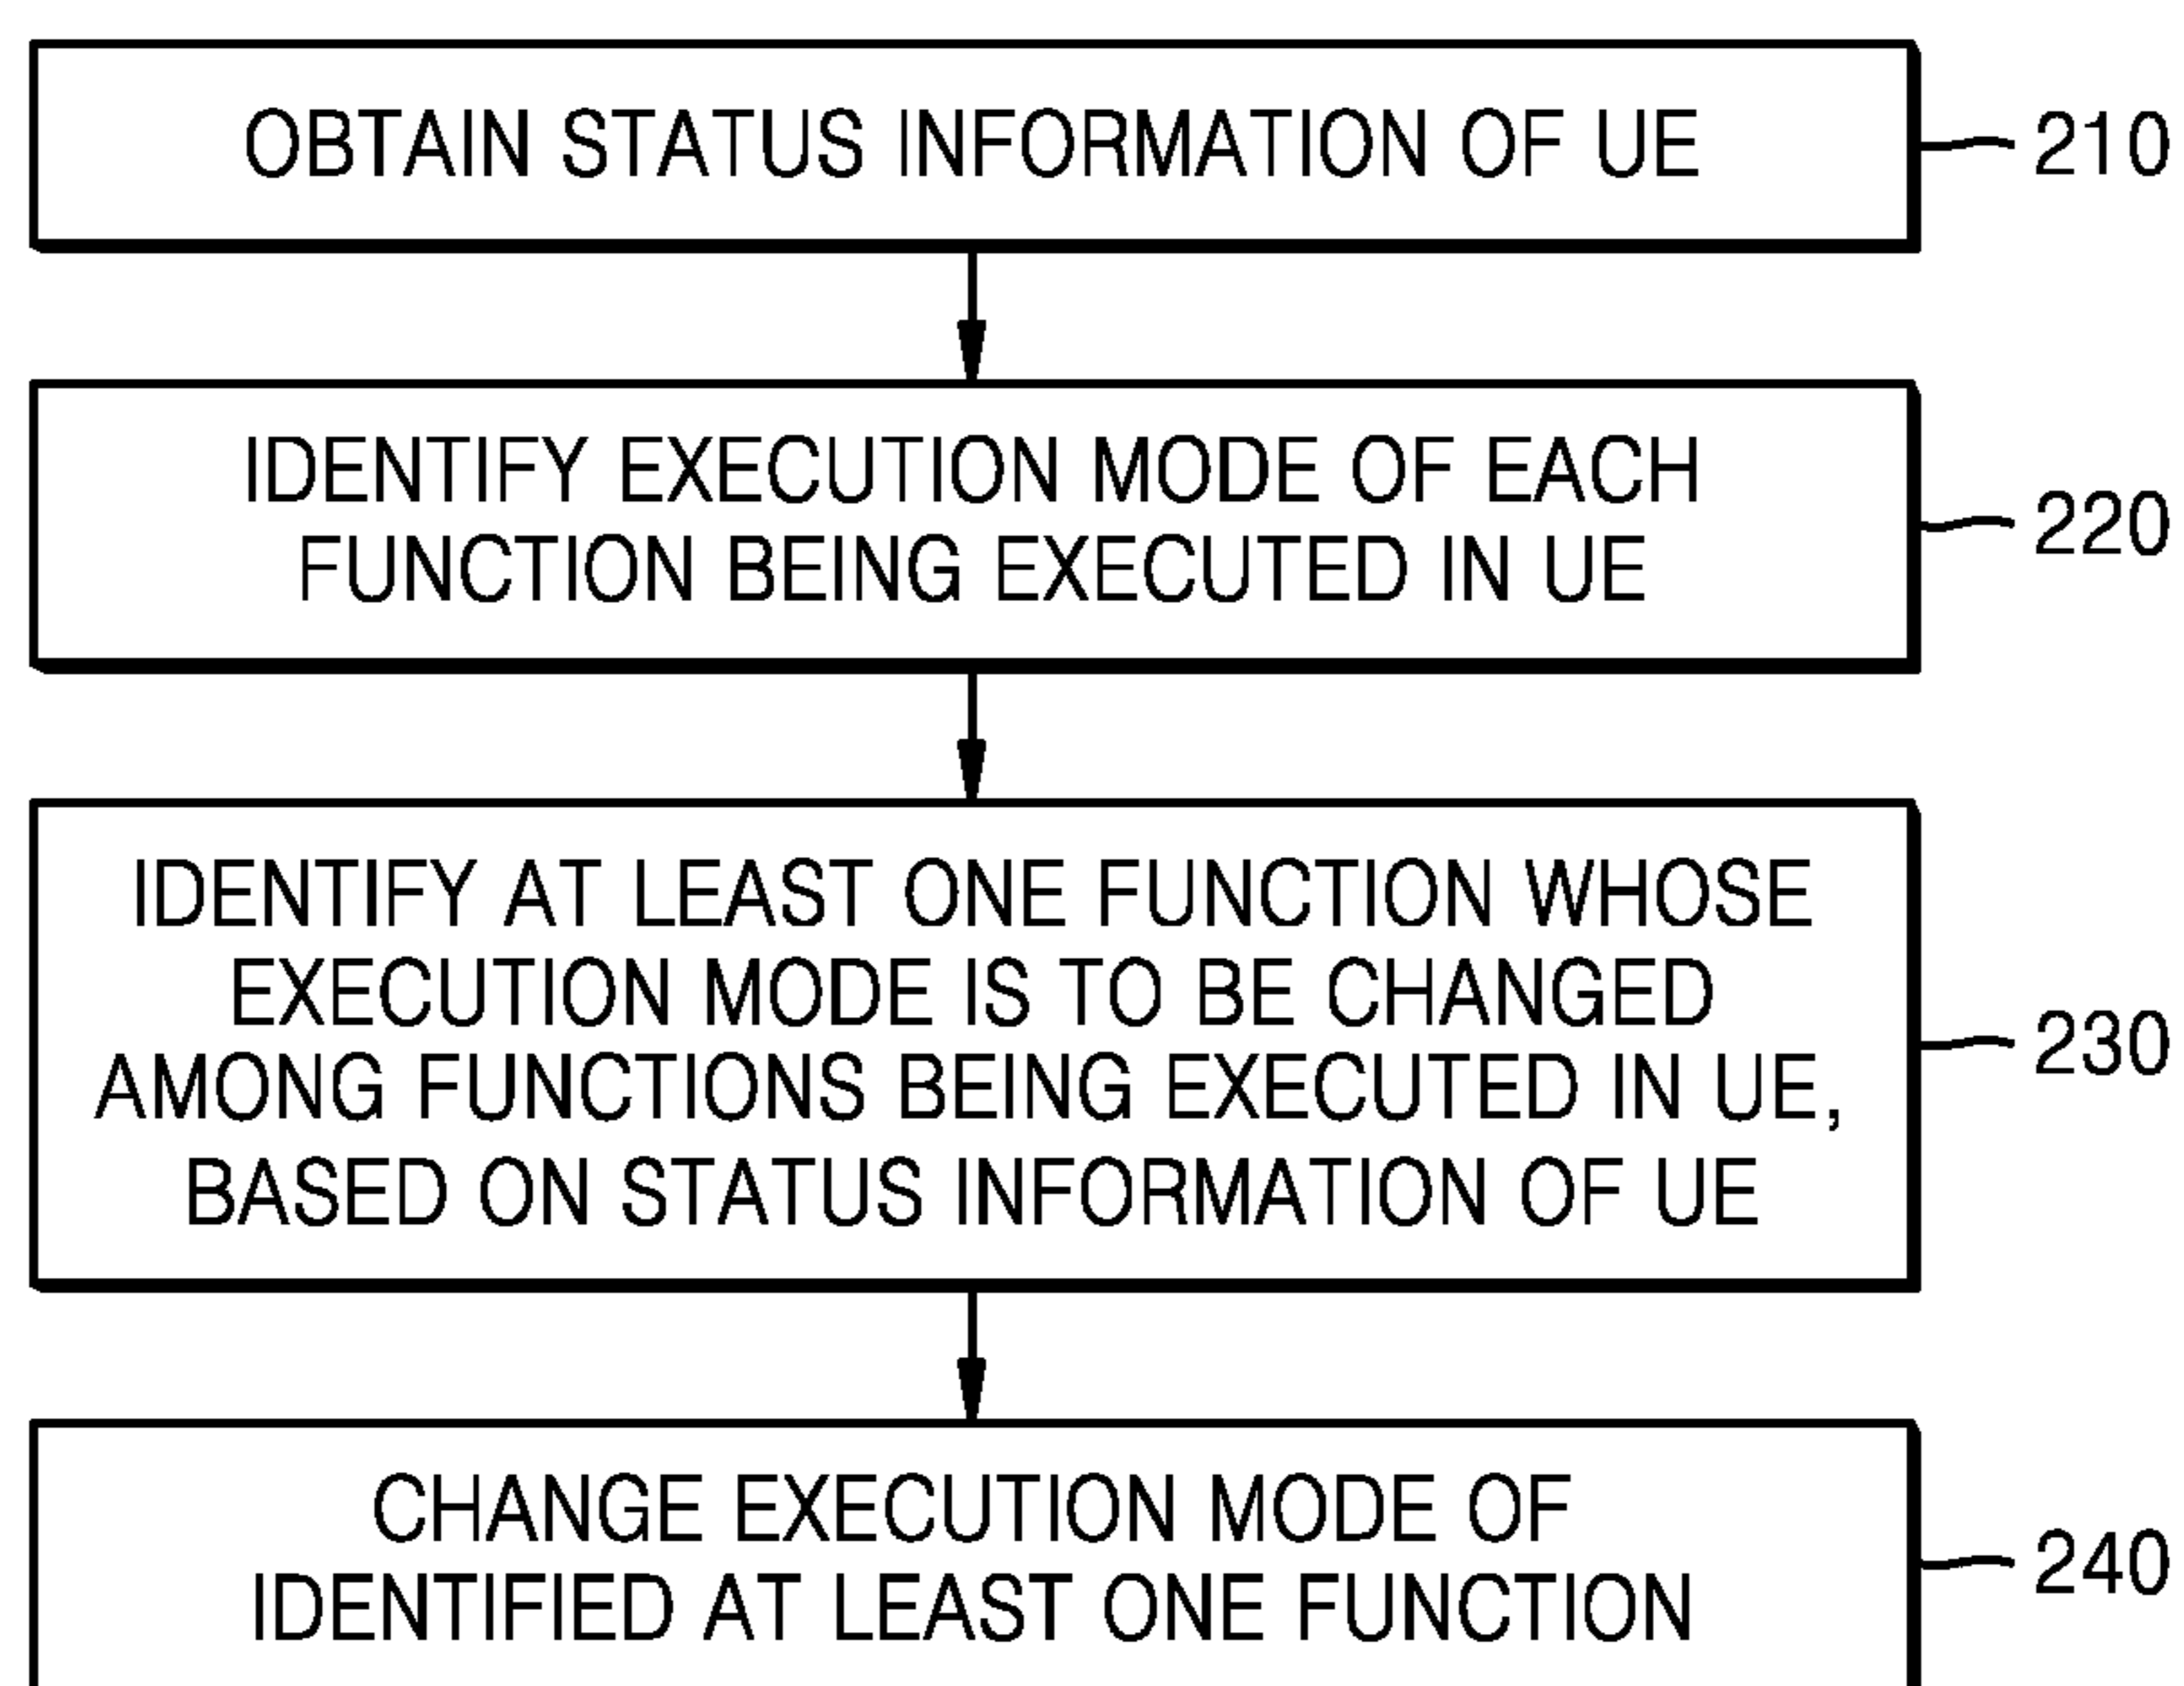 OBTAIN STATUS INFORMATION OF UE
210
IDENTIFY EXECUTION MODE OF EACH
FUNCTION BEING EXECUTED IN UE
220
IDENTIFY AT LEAST ONE FUNCTION WHOSE
EXECUTION MODE IS TO BE CHANGED
AMONG FUNCTIONS BEING EXECUTED IN UE,
BASED ON STATUS INFORMATION OF UE
230
CHANGE EXECUTION MODE OF
IDENTIFIED AT LEAST ONE FUNCTION
240